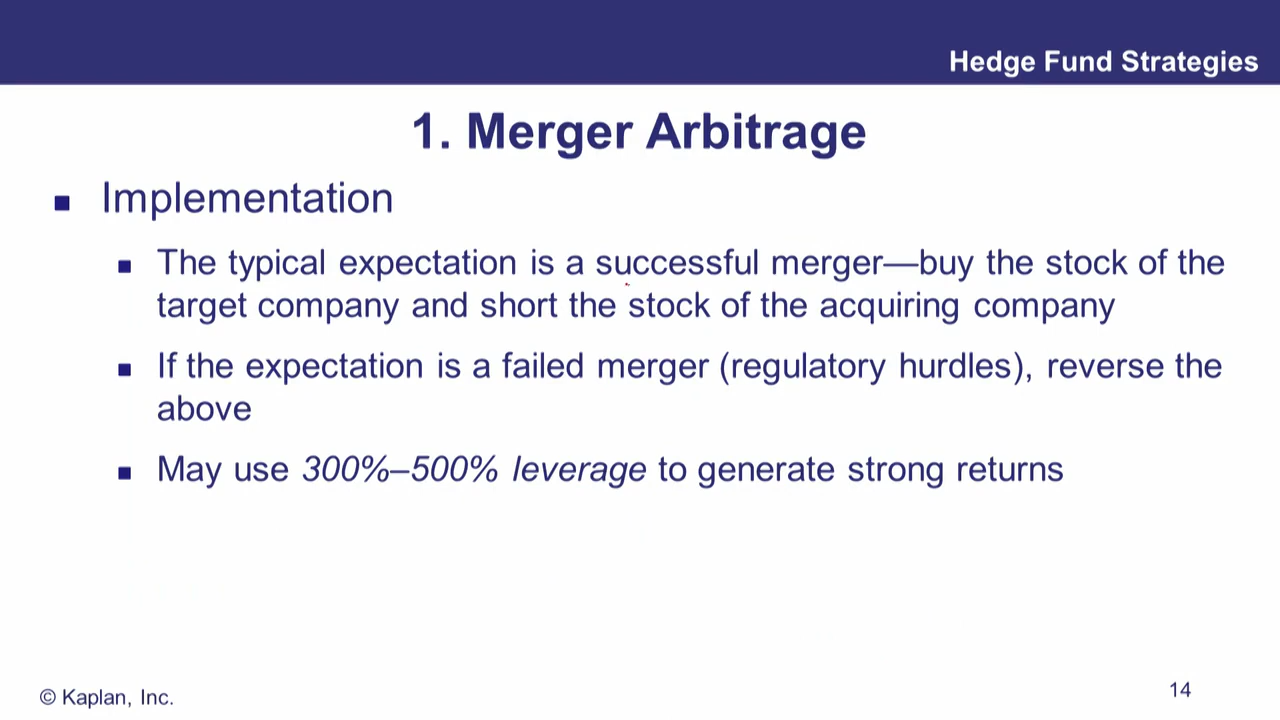 Hedge Fund Strategies
1. Merger Arbitrage
Implementation
The typical expectation is a successful merger—buy the stock of the
target company and short the stock of the acquiring company
If the expectation is a failed merger (regulatory hurdles), reverse the
above
May use 300%–500% leverage to generate strong returns
© Kaplan, Inc.
14